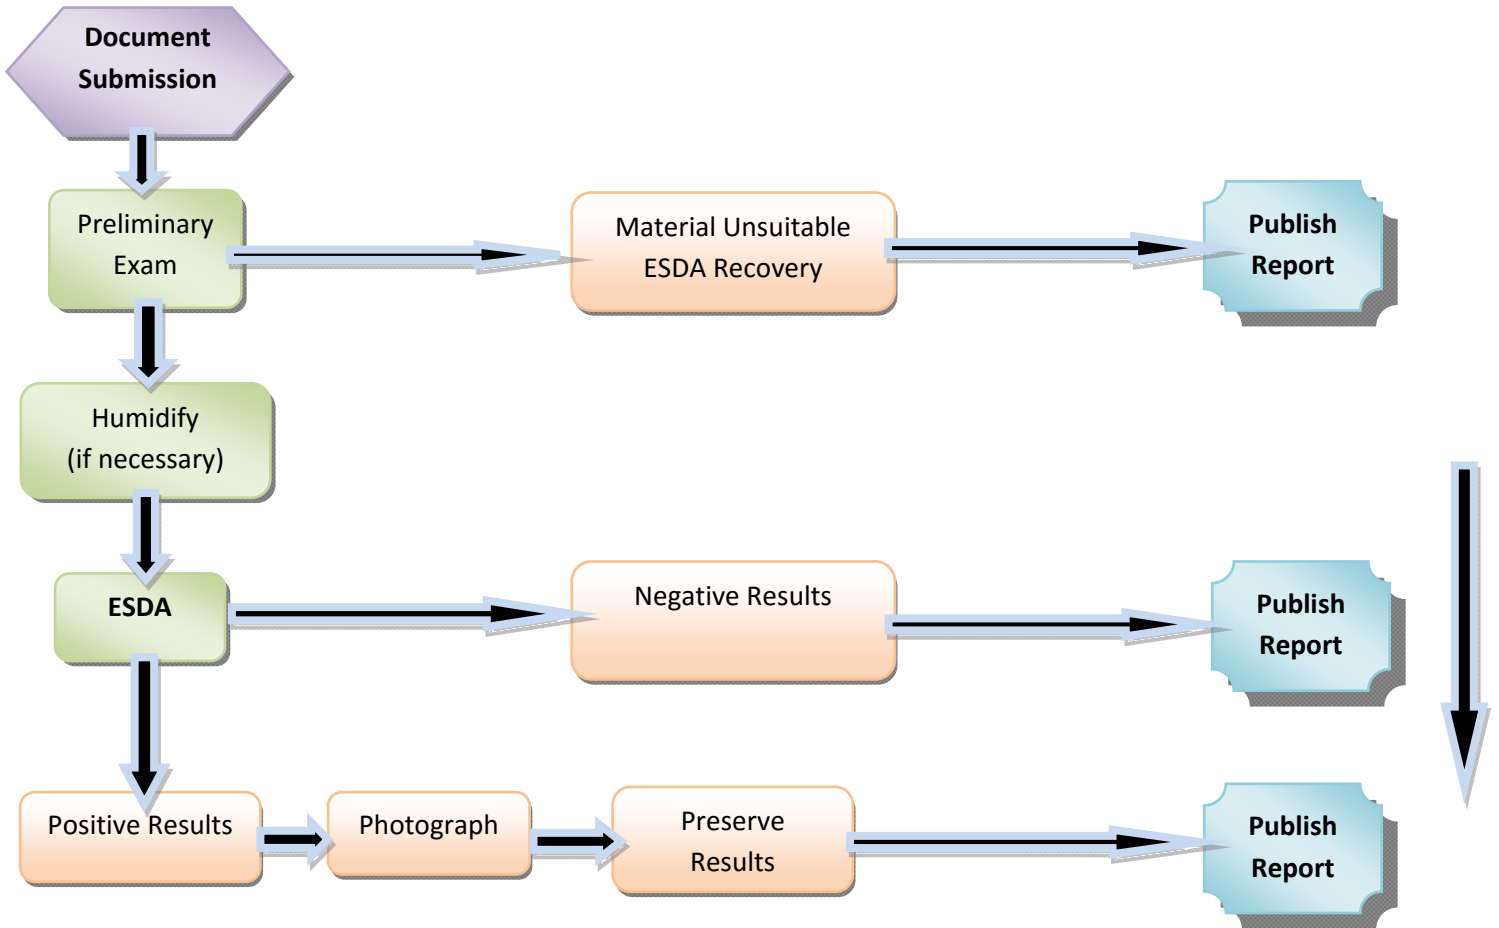 Document
Submission
Preliminary
Exam
Material Unsuitable
ESDA Recovery
Publish
Report
Humidify
(if necessary)
ESDA
Negative Results
Publish
Report
Positive Results
Photograph
Preserve
Results
Publish
Report